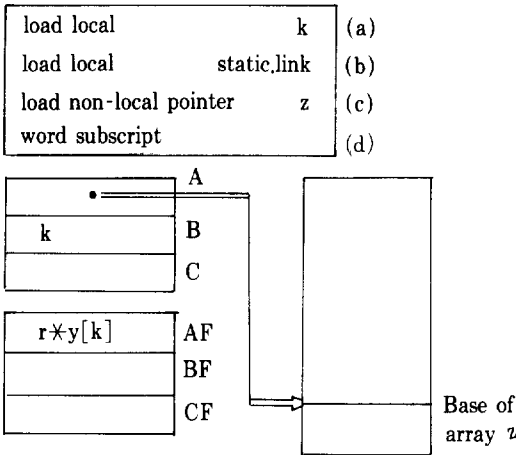 load local k (a)
load local static.link (b)
load non-local pointer z (c)
word subscript (d)
A
k B
C
r*y[k] AF
BF
CF
Base of
array z